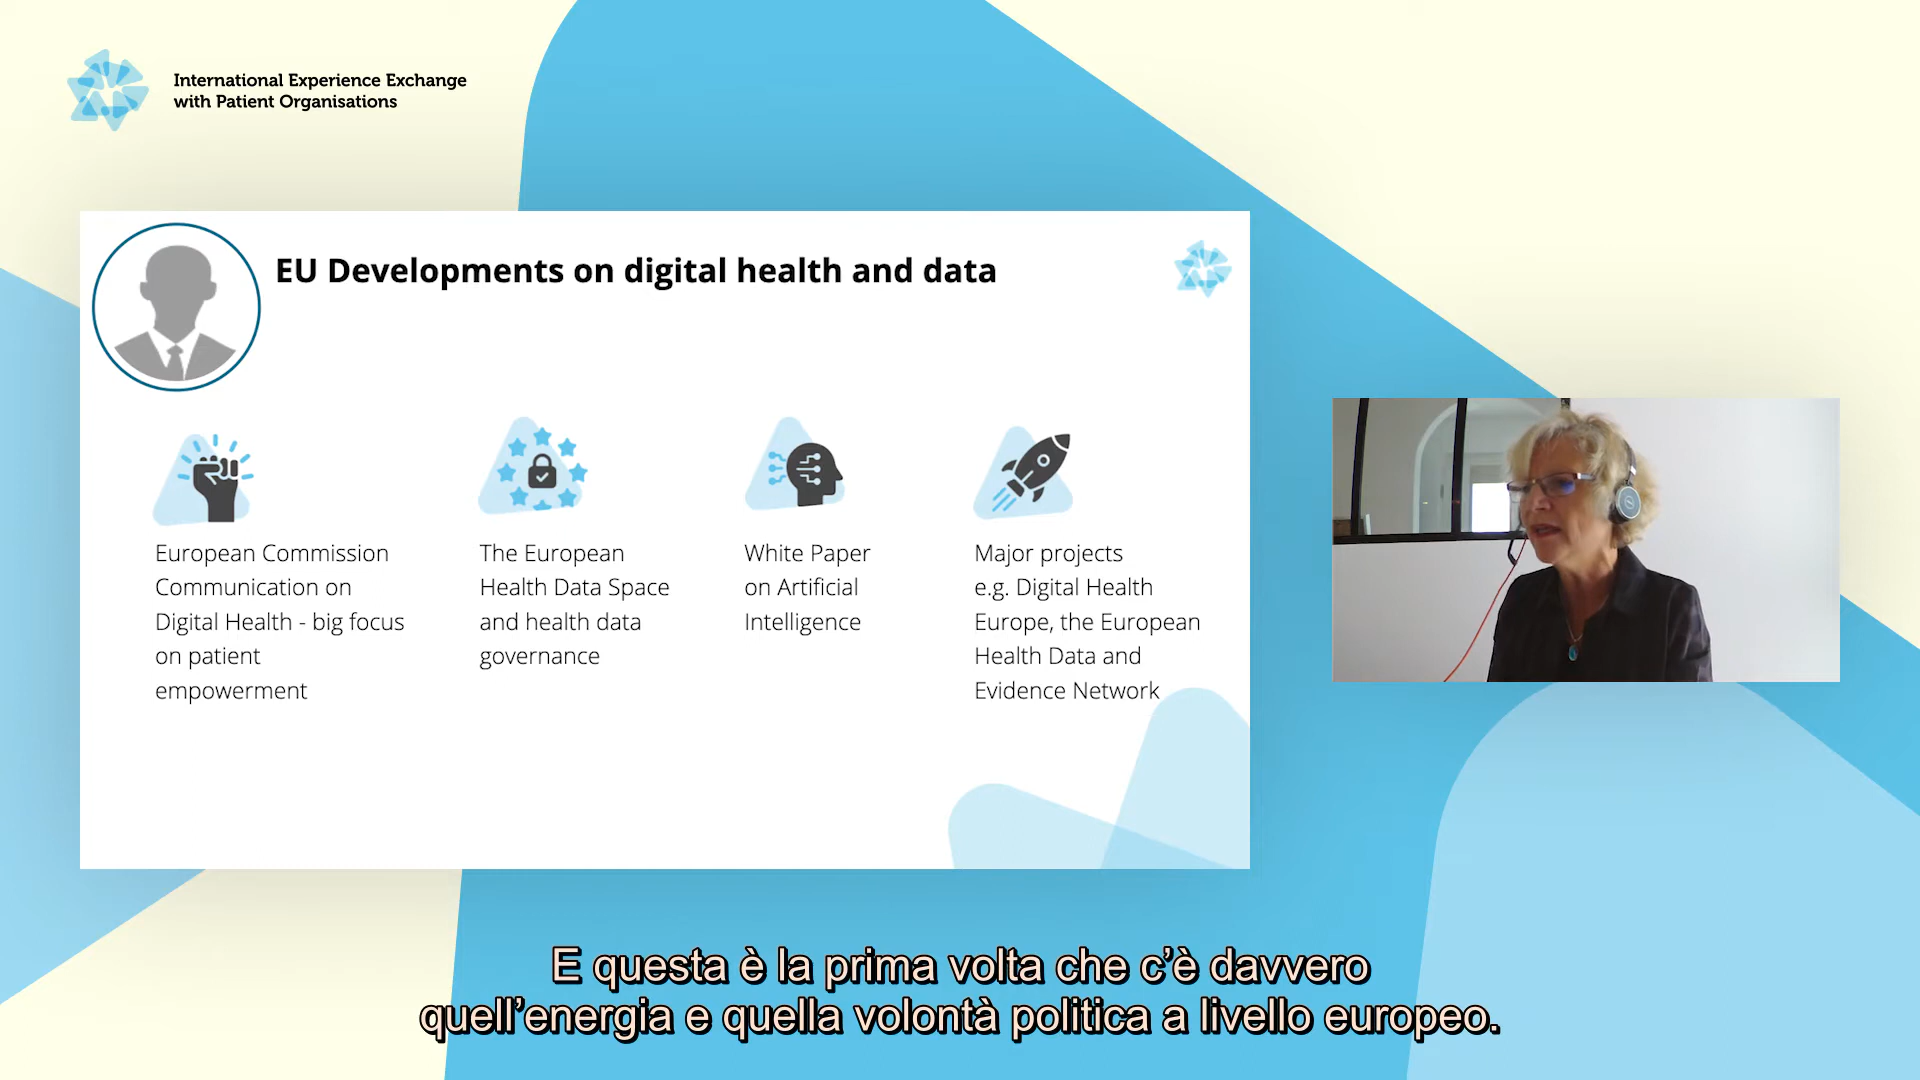 International Experience Exchange
with Patient Organisations
EU Developments on digital health and data
European Commission
Communication on
Digital Health - big focus
on patient
empowerment
The European
Health Data Space
and health data
governance
White Paper
on Artificial
Intelligence
Major projects
e.g. Digital Health
Europe, the European
Health Data and
Evidence Network
E questa è la prima volta che c’è davvero
quell’energia e quella volontà politica a livello europeo.